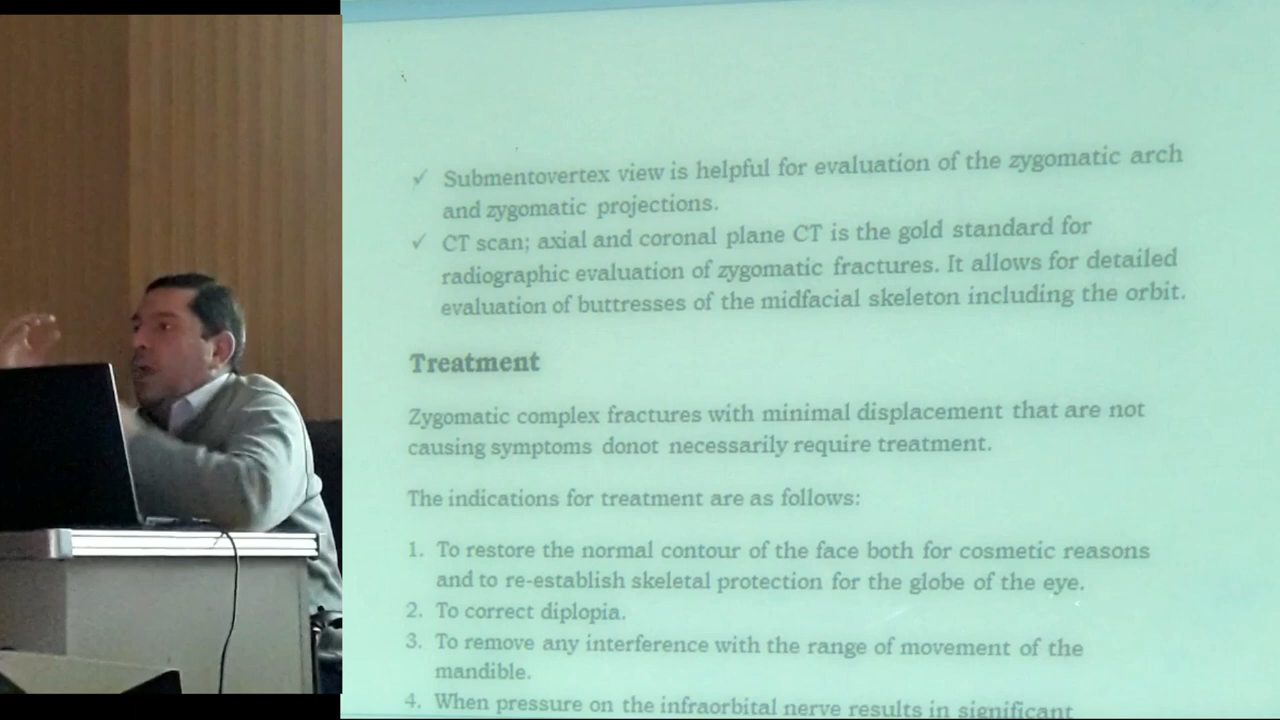 ✓ Submentovertex view is helpful for evaluation of the zygomatic arch
and zygomatic projections.
✓ CT scan; axial and coronal plane CT is the gold standard for
radiographic evaluation of zygomatic fractures. It allows for detailed
evaluation of buttresses of the midfacial skeleton including the orbit.
Treatment
Zygomatic complex fractures with minimal displacement that are not
causing symptoms donot necessarily require treatment.
The indications for treatment are as follows:
1. To restore the normal contour of the face both for cosmetic reasons
and to re-establish skeletal protection for the globe of the eye.
2. To correct diplopia.
3. To remove any interference with the range of movement of the
mandible.
4. When pressure on the infraorbital nerve results in significant